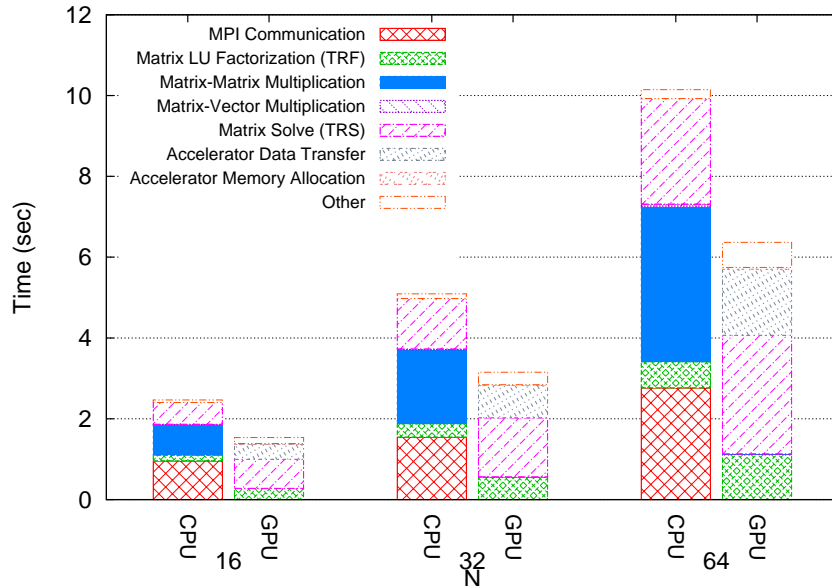 12
10
8
6
4
2
0
Time (sec)
MPI Communication
Matrix LU Factorization (TRF)
Matrix-Matrix Multiplication
Matrix-Vector Multiplication
Matrix Solve (TRS)
Accelerator Data Transfer
Accelerator Memory Allocation
Other
CPU
GPU
CPU
GPU
CPU
GPU
16
32
64
N